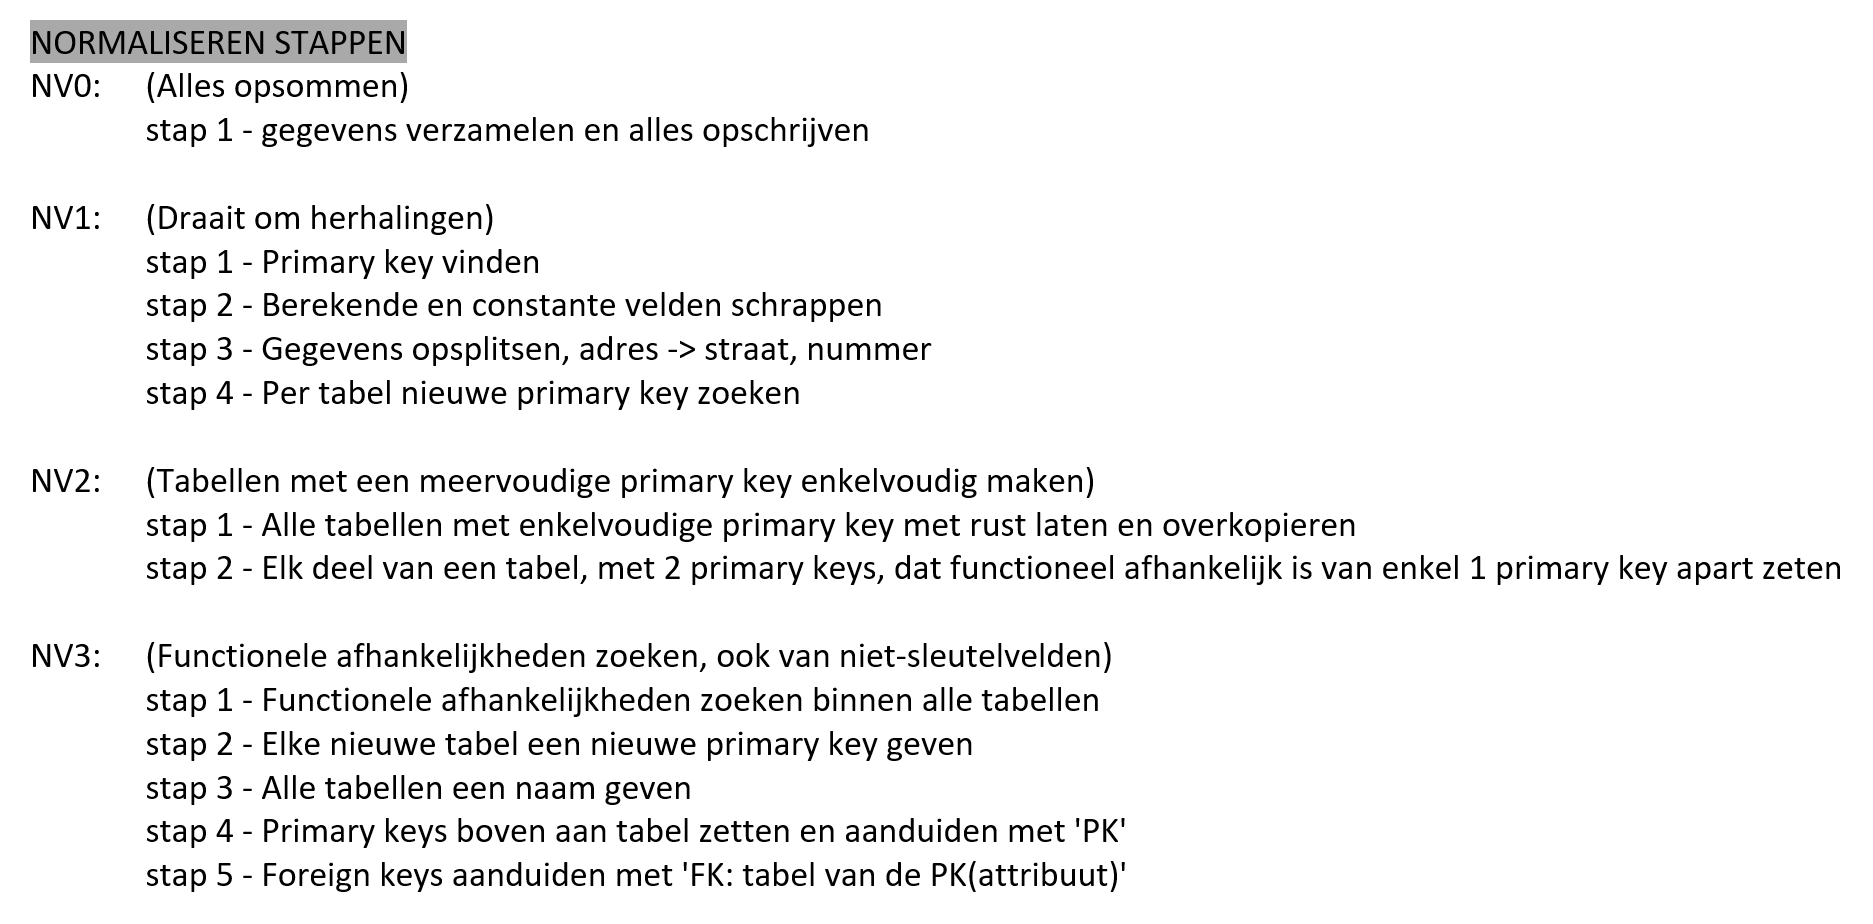 NORMALISEREN STAPPEN
NV0: (Alles opsommen)
stap 1 - gegevens verzamelen en alles opschrijven
NV1: (Draait om herhalingen)
stap 1 - Primary key vinden
stap 2 - Berekende en constante velden schrappen
stap 3 - Gegevens opsplitsen, adres -> straat, nummer
stap 4 - Per tabel nieuwe primary key zoeken
NV2: (Tabellen met een meervoudige primary key enkelvoudig maken)
stap 1 - Alle tabellen met enkelvoudige primary key met rust laten en overkopieren
stap 2 - Elk deel van een tabel, met 2 primary keys, dat functioneel afhankelijk is van enkel 1 primary key apart zeten
NV3: (Functionele afhankelijkheden zoeken, ook van niet-sleutelvelden)
stap 1 - Functionele afhankelijkheden zoeken binnen alle tabellen
stap 2 - Elke nieuwe tabel een nieuwe primary key geven
stap 3 - Alle tabellen een naam geven
stap 4 - Primary keys boven aan tabel zetten en aanduiden met 'PK'
stap 5 - Foreign keys aanduiden met 'FK: tabel van de PK(attribuut)'